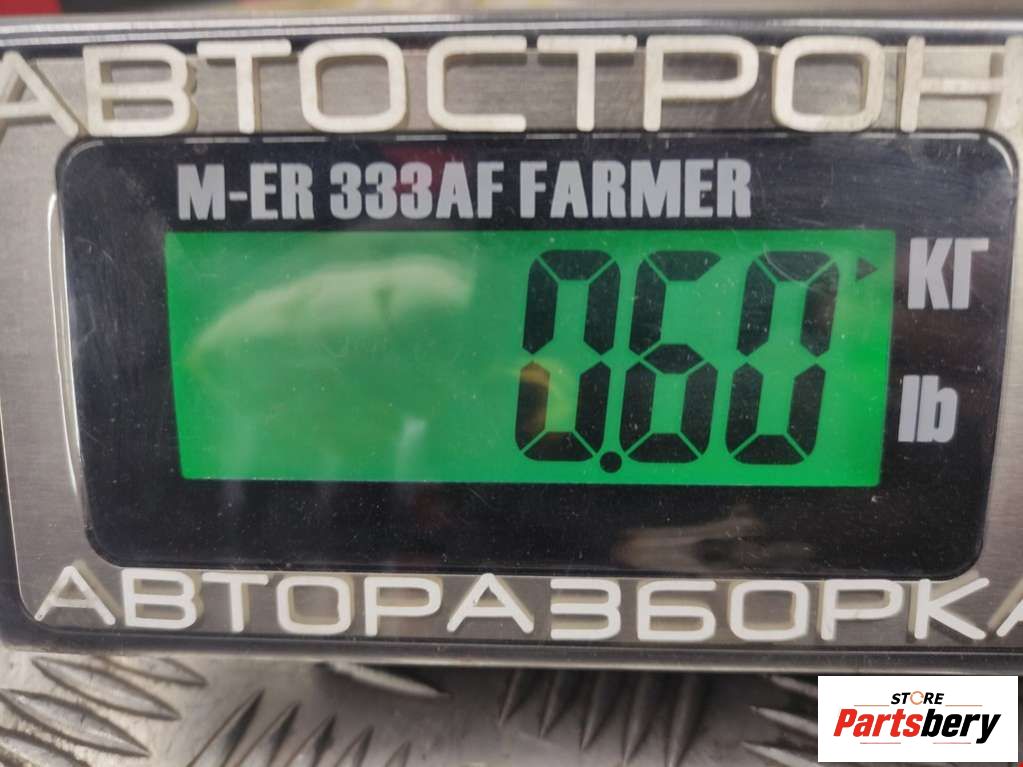 АВТОСТРОН
M-ER 333AF FARMER
0.60
КГ
lb
АВТОРАЗБОРКА
STORE
Partsbery